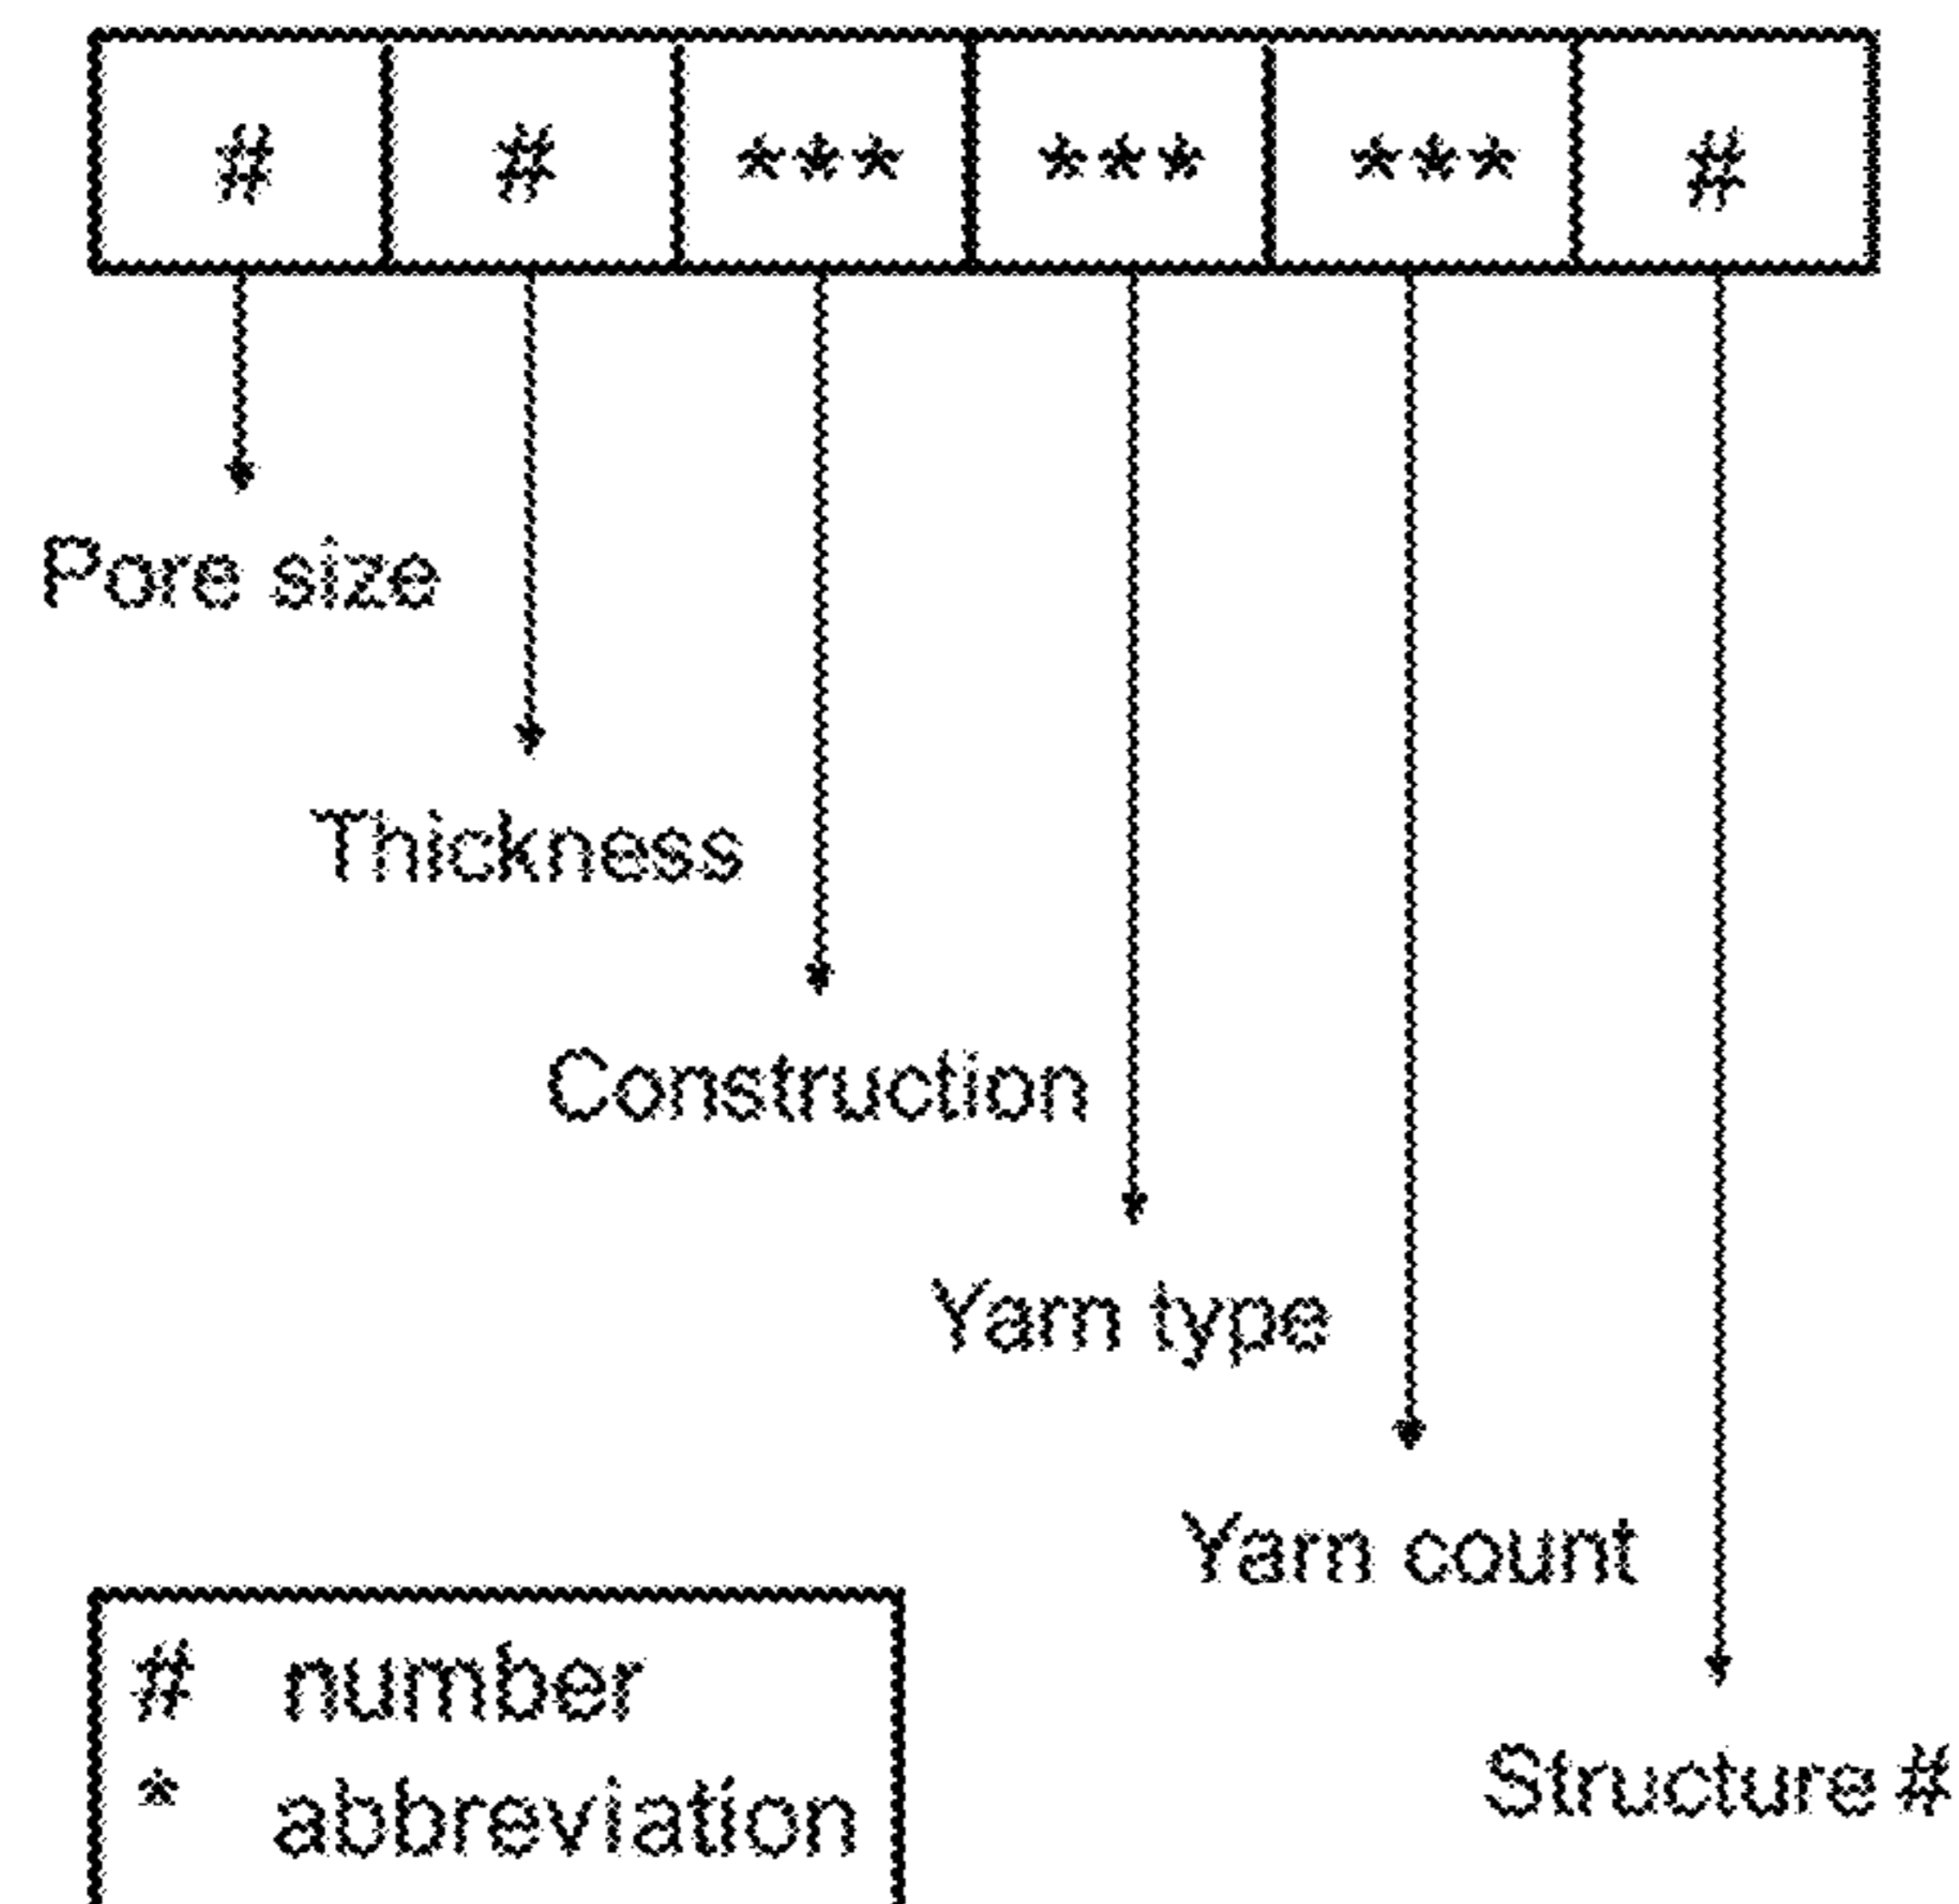 # # *** *** *** #
Pore size
Thickness
Construction
Yarn type
Yarn count
Structure #
# number
* abbreviation